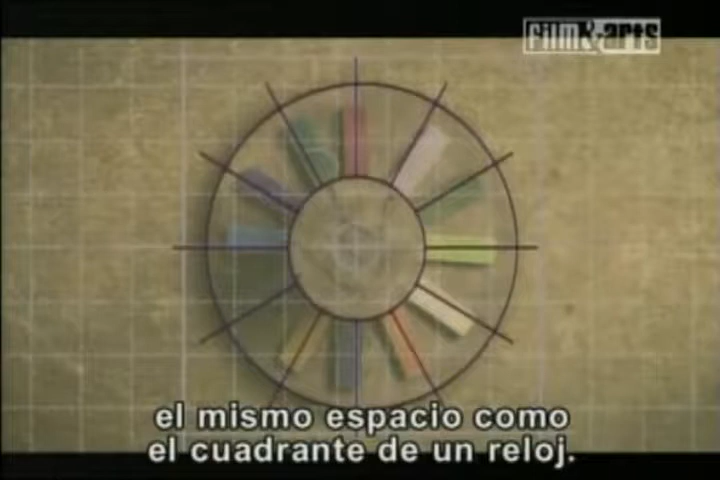 film&arts
el mismo espacio como
el cuadrante de un reloj.